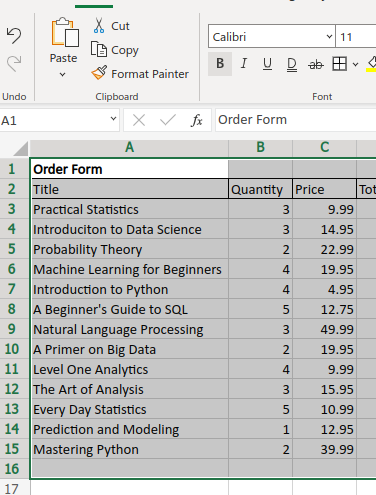 Cut
Copy
Paste
Format Painter
Undo
Clipboard
Calibri
11
B I U D ab
Font
A1
fx
Order Form
A B C
1 Order Form
2 Title Quantity Price Tot
3 Practical Statistics 3 9.99
4 Introduciton to Data Science 3 14.95
5 Probability Theory 2 22.99
6 Machine Learning for Beginners 4 19.95
7 Introduction to Python 4 4.95
8 A Beginner's Guide to SQL 5 12.75
9 Natural Language Processing 3 49.99
10 A Primer on Big Data 2 19.95
11 Level One Analytics 4 9.99
12 The Art of Analysis 3 15.95
13 Every Day Statistics 5 10.99
14 Prediction and Modeling 1 12.95
15 Mastering Python 2 39.99
16
17